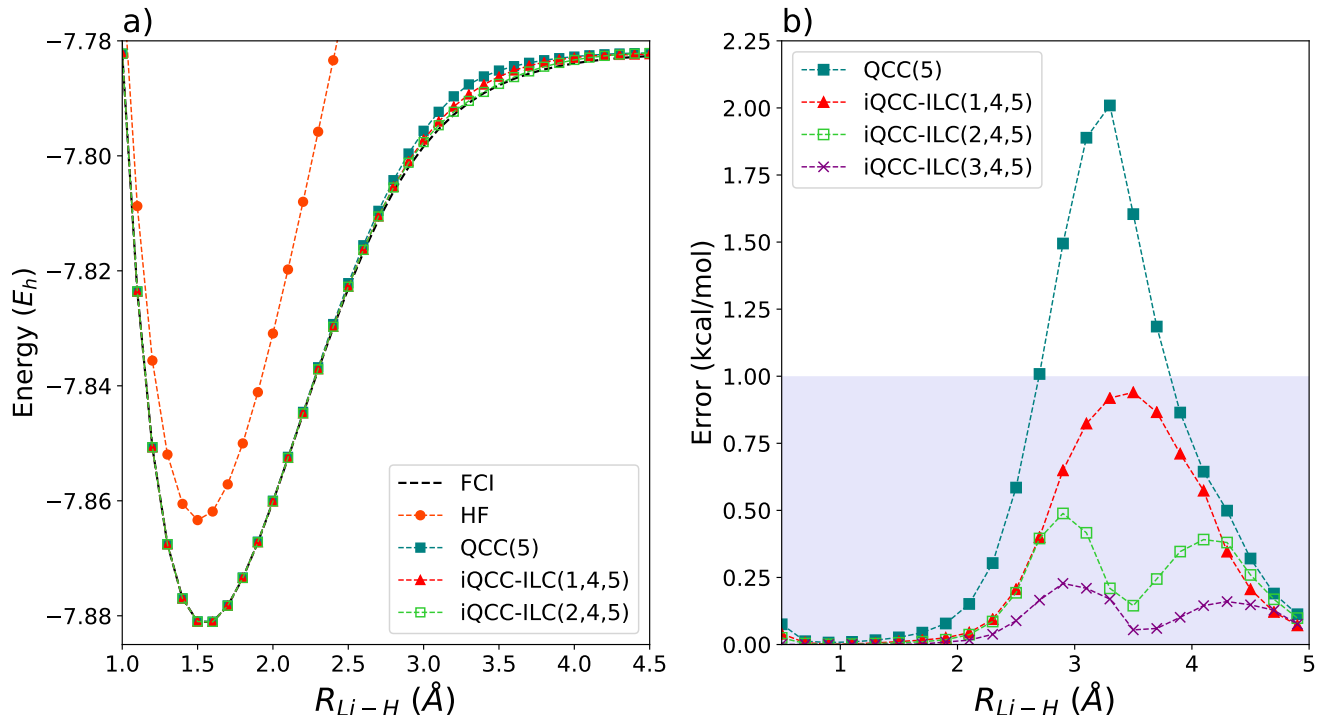 a)
−7.78
−7.80
−7.82
−7.84
−7.86
−7.88
Energy (E_h)
1.0 1.5 2.0 2.5 3.0 3.5 4.0 4.5
R_{Li−H} (Å)
FCI
HF
QCC(5)
iQCC-ILC(1,4,5)
iQCC-ILC(2,4,5)
b)
2.25
2.00
1.75
1.50
1.25
1.00
0.75
0.50
0.25
0.00
Error (kcal/mol)
1 2 3 4 5
R_{Li−H} (Å)
QCC(5)
iQCC-ILC(1,4,5)
iQCC-ILC(2,4,5)
iQCC-ILC(3,4,5)